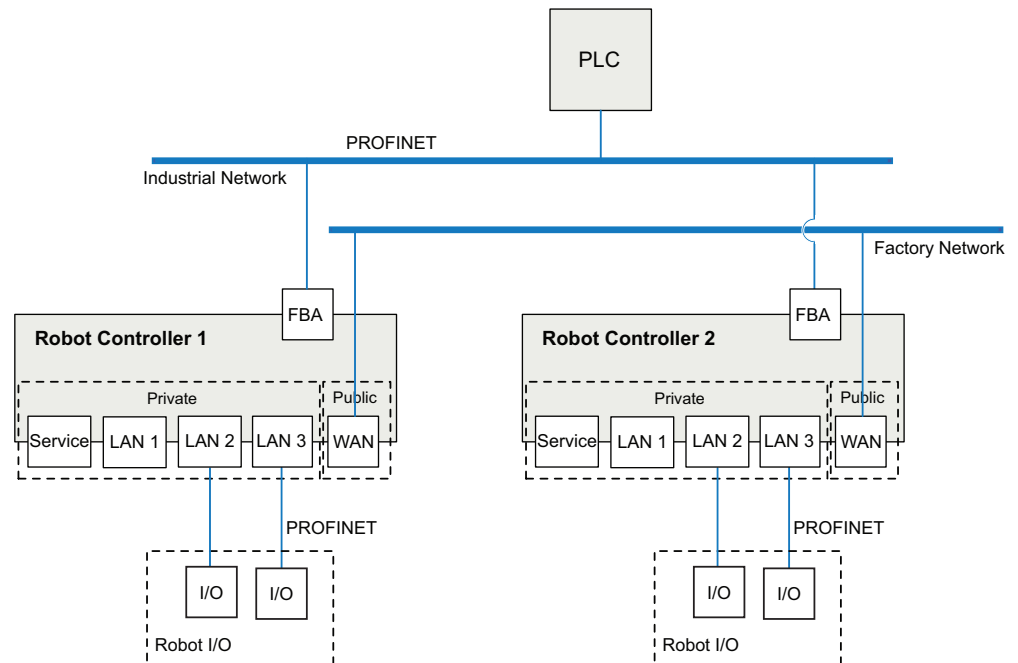 PLC
PROFINET
Industrial Network
Factory Network
FBA
Robot Controller 1
Private
Public
Service
LAN 1
LAN 2
LAN 3
WAN
PROFINET
I/O
I/O
Robot I/O
FBA
Robot Controller 2
Private
Public
Service
LAN 1
LAN 2
LAN 3
WAN
PROFINET
I/O
I/O
Robot I/O